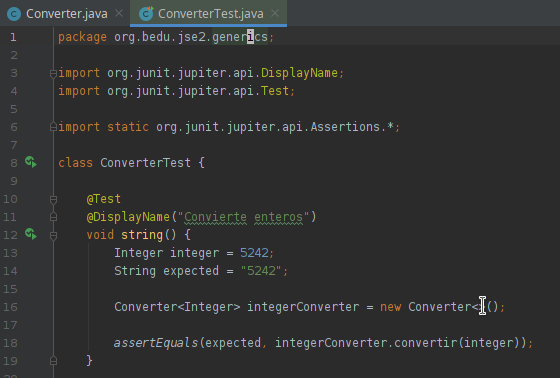 Converter.java × ConverterTest.java ×
1 package org.bedu.jse2.generics;
2
3 import org.junit.jupiter.api.DisplayName;
4 import org.junit.jupiter.api.Test;
5
6 import static org.junit.jupiter.api.Assertions.*;
7
8 class ConverterTest {
9
10 @Test
11 @DisplayName("Convierte enteros")
12 void string() {
13 Integer integer = 5242;
14 String expected = "5242";
15
16 Converter<Integer> integerConverter = new Converter<>();
17
18 assertEquals(expected, integerConverter.convertir(integer));
19 }